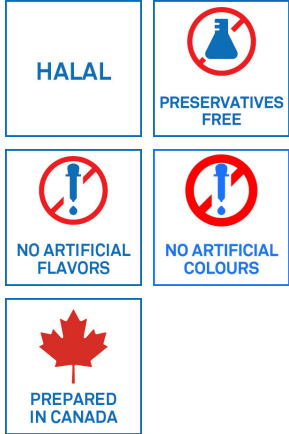 HALAL
PRESERVATIVES
FREE
NO ARTIFICIAL
FLAVORS
NO ARTIFICIAL
COLOURS
PREPARED
IN CANADA